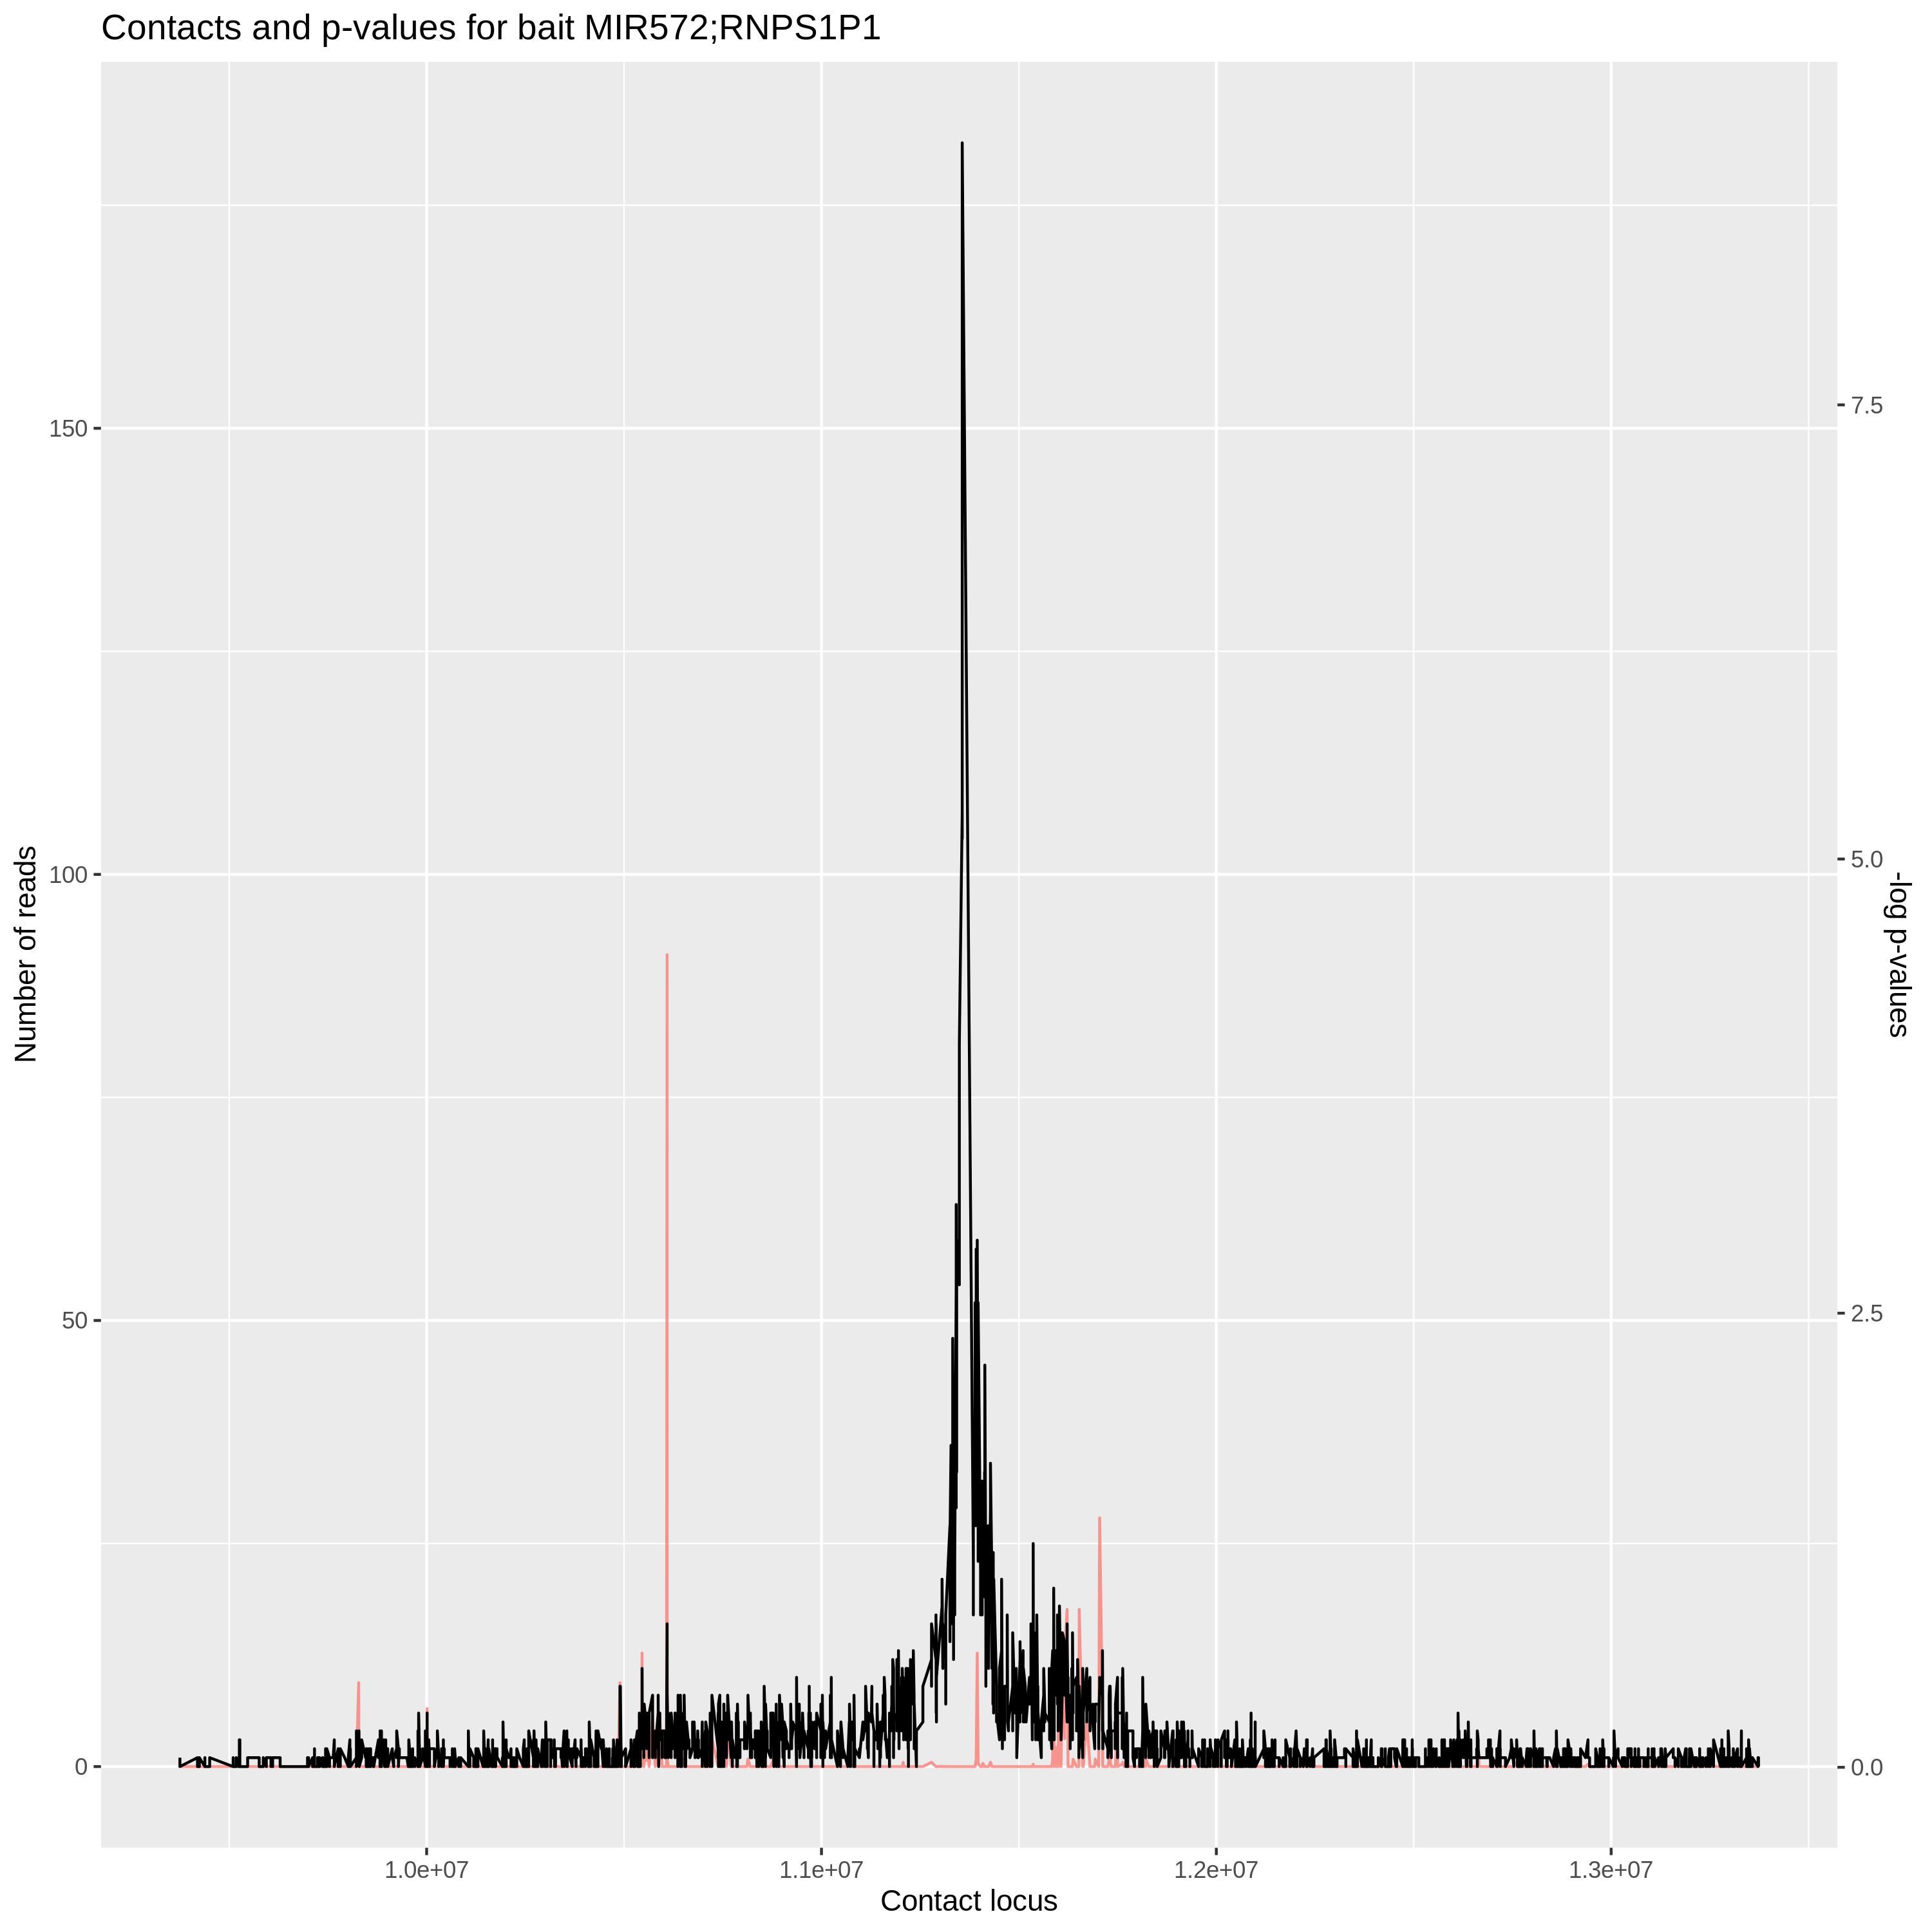 Contacts and p-values for bait MIR572;RNPS1P1
150
100
50
0
Number of reads
7.5
5.0
2.5
0.0
-log p-values
1.0e+07
1.1e+07
1.2e+07
1.3e+07
Contact locus